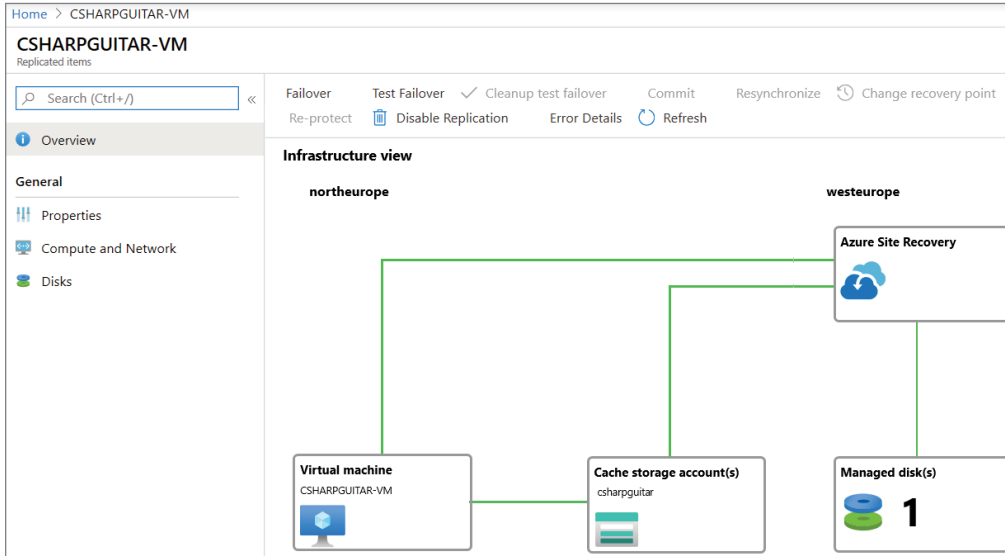 Home > CSHARPGUITAR-VM
CSHARPGUITAR-VM
Replicated items
Search (Ctrl+/)
«
Overview
General
Properties
Compute and Network
Disks
Failover Test Failover Cleanup test failover Commit Resynchronize Change recovery point
Re-protect Disable Replication Error Details Refresh
Infrastructure view
northeurope westeurope
Azure Site Recovery
Virtual machine
CSHARPGUITAR-VM
Cache storage account(s)
csharpguitar
Managed disk(s)
1